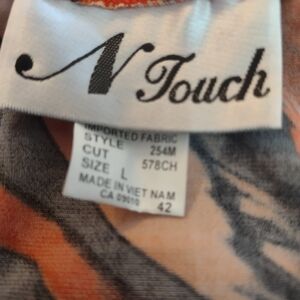 N Touch
IMPORTED FABRIC
STYLE 254M
CUT 578CH
SIZE L
MADE IN VIET NAM
CA 09010 42